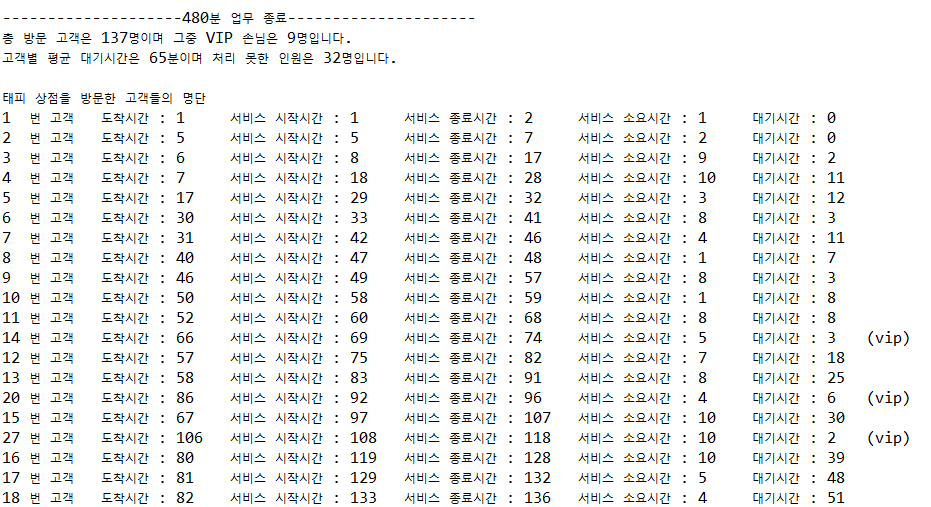 --------------------480분 업무 종료---------------------
총 방문 고객은 137명이며 그중 VIP 손님은 9명입니다.
고객별 평균 대기시간은 65분이며 처리 못한 인원은 32명입니다.
태피 상점을 방문한 고객들의 명단
1 번 고객 도착시간 : 1 서비스 시작시간 : 1 서비스 종료시간 : 2 서비스 소요시간 : 1 대기시간 : 0
2 번 고객 도착시간 : 5 서비스 시작시간 : 5 서비스 종료시간 : 7 서비스 소요시간 : 2 대기시간 : 0
3 번 고객 도착시간 : 6 서비스 시작시간 : 8 서비스 종료시간 : 17 서비스 소요시간 : 9 대기시간 : 2
4 번 고객 도착시간 : 7 서비스 시작시간 : 18 서비스 종료시간 : 28 서비스 소요시간 : 10 대기시간 : 11
5 번 고객 도착시간 : 17 서비스 시작시간 : 29 서비스 종료시간 : 32 서비스 소요시간 : 3 대기시간 : 12
6 번 고객 도착시간 : 30 서비스 시작시간 : 33 서비스 종료시간 : 41 서비스 소요시간 : 8 대기시간 : 3
7 번 고객 도착시간 : 31 서비스 시작시간 : 42 서비스 종료시간 : 46 서비스 소요시간 : 4 대기시간 : 11
8 번 고객 도착시간 : 40 서비스 시작시간 : 47 서비스 종료시간 : 48 서비스 소요시간 : 1 대기시간 : 7
9 번 고객 도착시간 : 46 서비스 시작시간 : 49 서비스 종료시간 : 57 서비스 소요시간 : 8 대기시간 : 3
10 번 고객 도착시간 : 50 서비스 시작시간 : 58 서비스 종료시간 : 59 서비스 소요시간 : 1 대기시간 : 8
11 번 고객 도착시간 : 52 서비스 시작시간 : 60 서비스 종료시간 : 68 서비스 소요시간 : 8 대기시간 : 8
14 번 고객 도착시간 : 66 서비스 시작시간 : 69 서비스 종료시간 : 74 서비스 소요시간 : 5 대기시간 : 3 (vip)
12 번 고객 도착시간 : 57 서비스 시작시간 : 75 서비스 종료시간 : 82 서비스 소요시간 : 7 대기시간 : 18
13 번 고객 도착시간 : 58 서비스 시작시간 : 83 서비스 종료시간 : 91 서비스 소요시간 : 8 대기시간 : 25
20 번 고객 도착시간 : 86 서비스 시작시간 : 92 서비스 종료시간 : 96 서비스 소요시간 : 4 대기시간 : 6 (vip)
15 번 고객 도착시간 : 67 서비스 시작시간 : 97 서비스 종료시간 : 107 서비스 소요시간 : 10 대기시간 : 30
27 번 고객 도착시간 : 106 서비스 시작시간 : 108 서비스 종료시간 : 118 서비스 소요시간 : 10 대기시간 : 2 (vip)
16 번 고객 도착시간 : 80 서비스 시작시간 : 119 서비스 종료시간 : 128 서비스 소요시간 : 10 대기시간 : 39
17 번 고객 도착시간 : 81 서비스 시작시간 : 129 서비스 종료시간 : 132 서비스 소요시간 : 5 대기시간 : 48
18 번 고객 도착시간 : 82 서비스 시작시간 : 133 서비스 종료시간 : 136 서비스 소요시간 : 4 대기시간 : 51